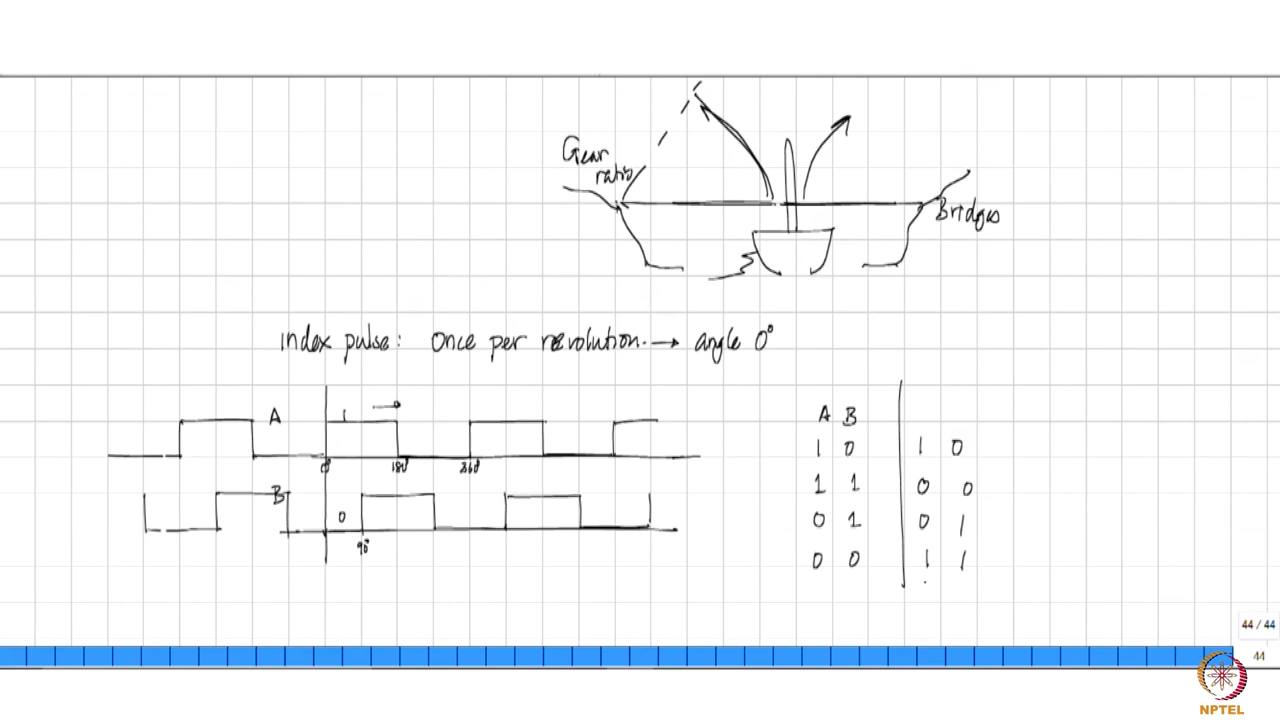 Gear
ratio
Bridges
Index pulse: Once per revolution. → angle 0°
A
1
0° 180° 360°
B
0
90°
A B
1 0 1 0
1 1 0 0
0 1 0 1
0 0 1 1
44 / 44
44
NPTEL